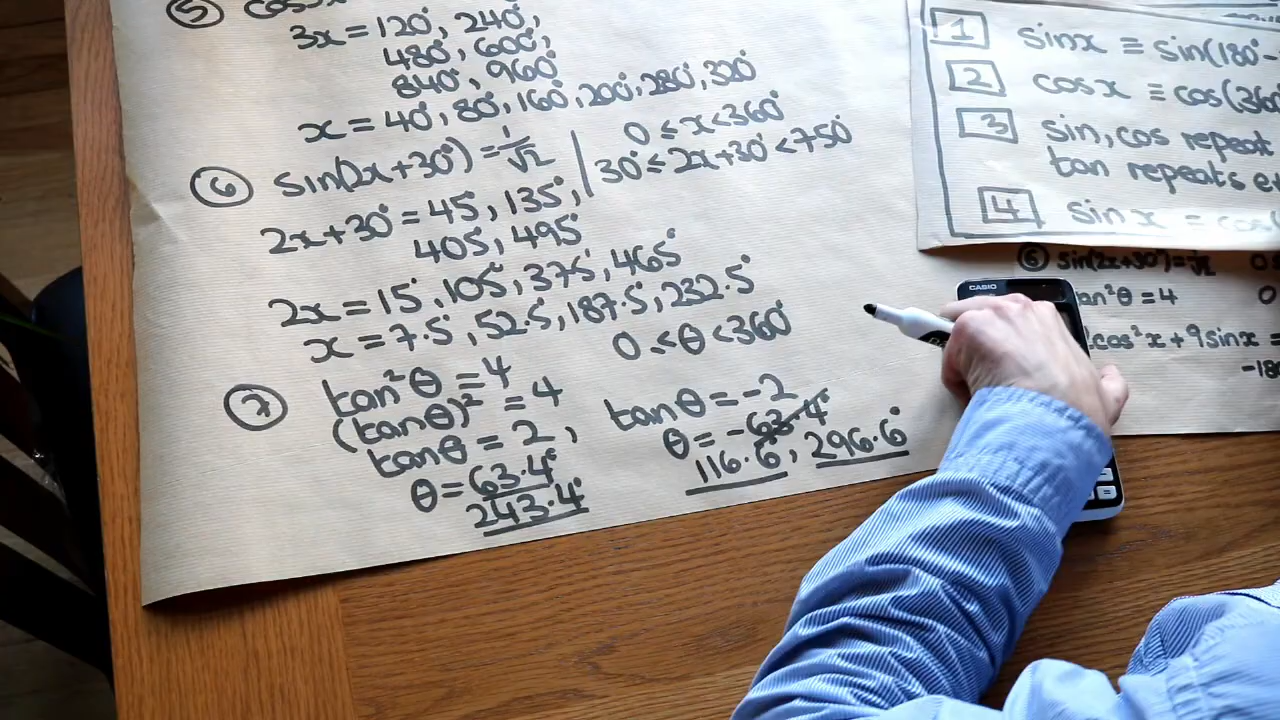 5
3x = 120°, 240°,
480°, 600°,
840°, 960°
x = 40°, 80°, 160°, 200°, 280°, 320°
6 sin(2x+30°) = 1/√2
0 ≤ x < 360°
30° ≤ 2x+30° < 750°
2x+30° = 45°, 135°,
405°, 495°
2x = 15°, 105°, 375°, 465°
x = 7.5°, 52.5°, 187.5°, 232.5°
7 tan²θ = 4
0 ≤ θ < 360°
(tanθ)² = 4
tanθ = 2,
θ = 63.4°
243.4°
tanθ = -2
θ = -63.4°
116.6°, 296.6°
1 sinx ≡ sin(180°-
2 cosx ≡ cos(360°
3 sin, cos repeat
tan repeats
4 sin x ≡ cos(
6 sin(2x+30°) = 1/√2
tan²θ = 4
cos²x + 9sinx =
CASIO